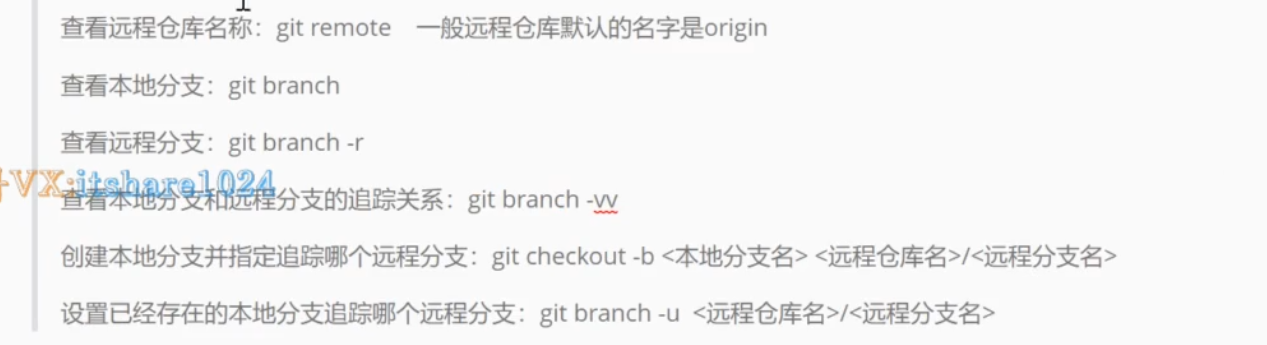 查看远程仓库名称：git remote 一般远程仓库默认的名字是origin
查看本地分支：git branch
查看远程分支：git branch -r
VX:itshare1024
查看本地分支和远程分支的追踪关系：git branch -vv
创建本地分支并指定追踪哪个远程分支：git checkout -b <本地分支名> <远程仓库名>/<远程分支名>
设置已经存在的本地分支追踪哪个远程分支：git branch -u <远程仓库名>/<远程分支名>